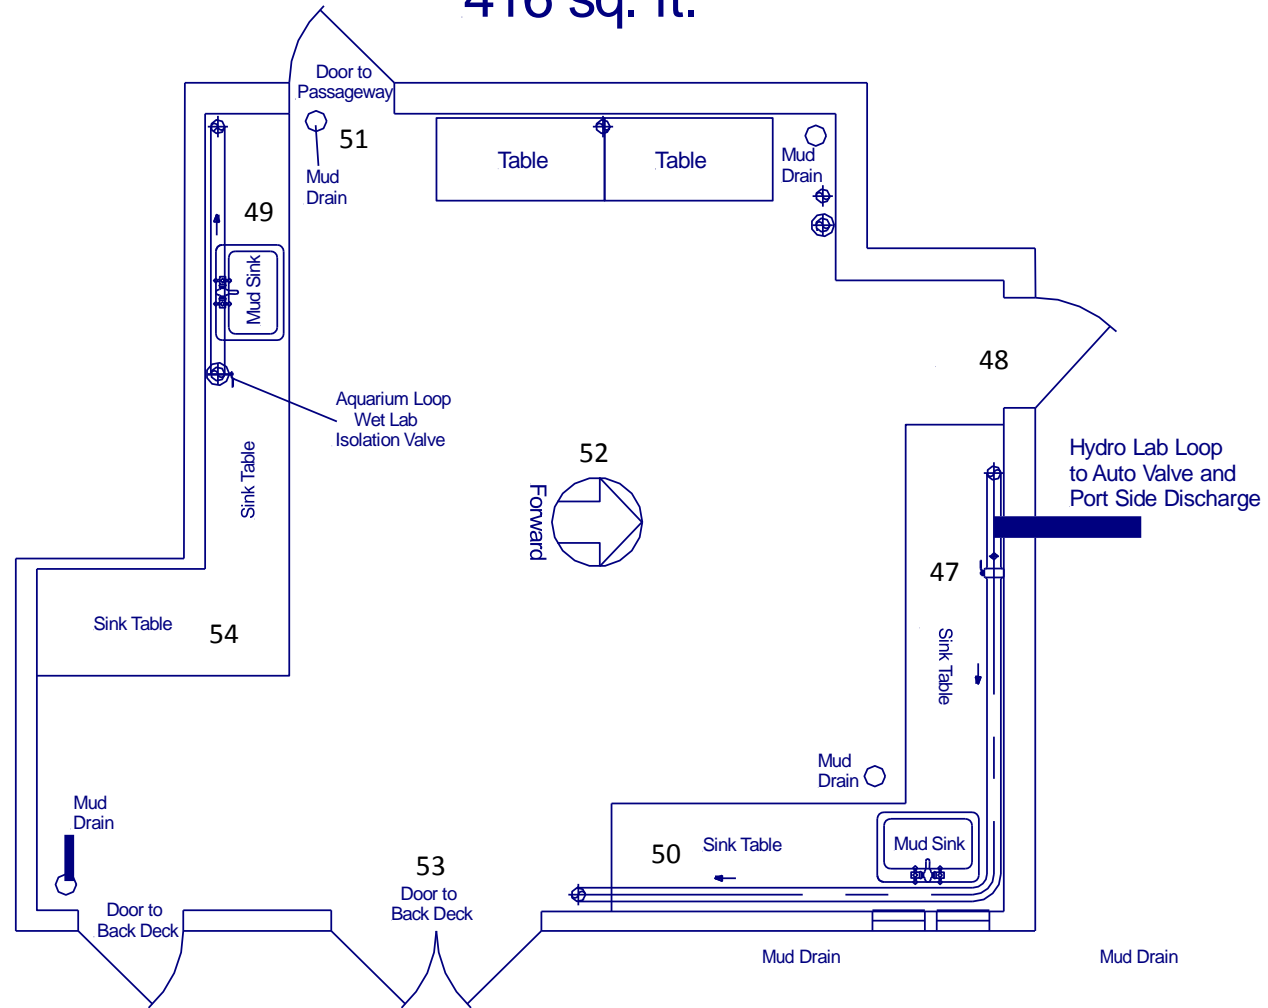 416 sq. ft.
Door to
Passageway
51
Mud
Drain
Table
Table
Mud
Drain
49
Mud Sink
48
Aquarium Loop
Wet Lab
Isolation Valve
Sink Table
52
Forward
Hydro Lab Loop
to Auto Valve and
Port Side Discharge
47
Sink Table
Sink Table
54
Mud
Drain
Mud
Drain
53
Door to
Back Deck
50
Sink Table
Mud Sink
Door to
Back Deck
Mud Drain
Mud Drain